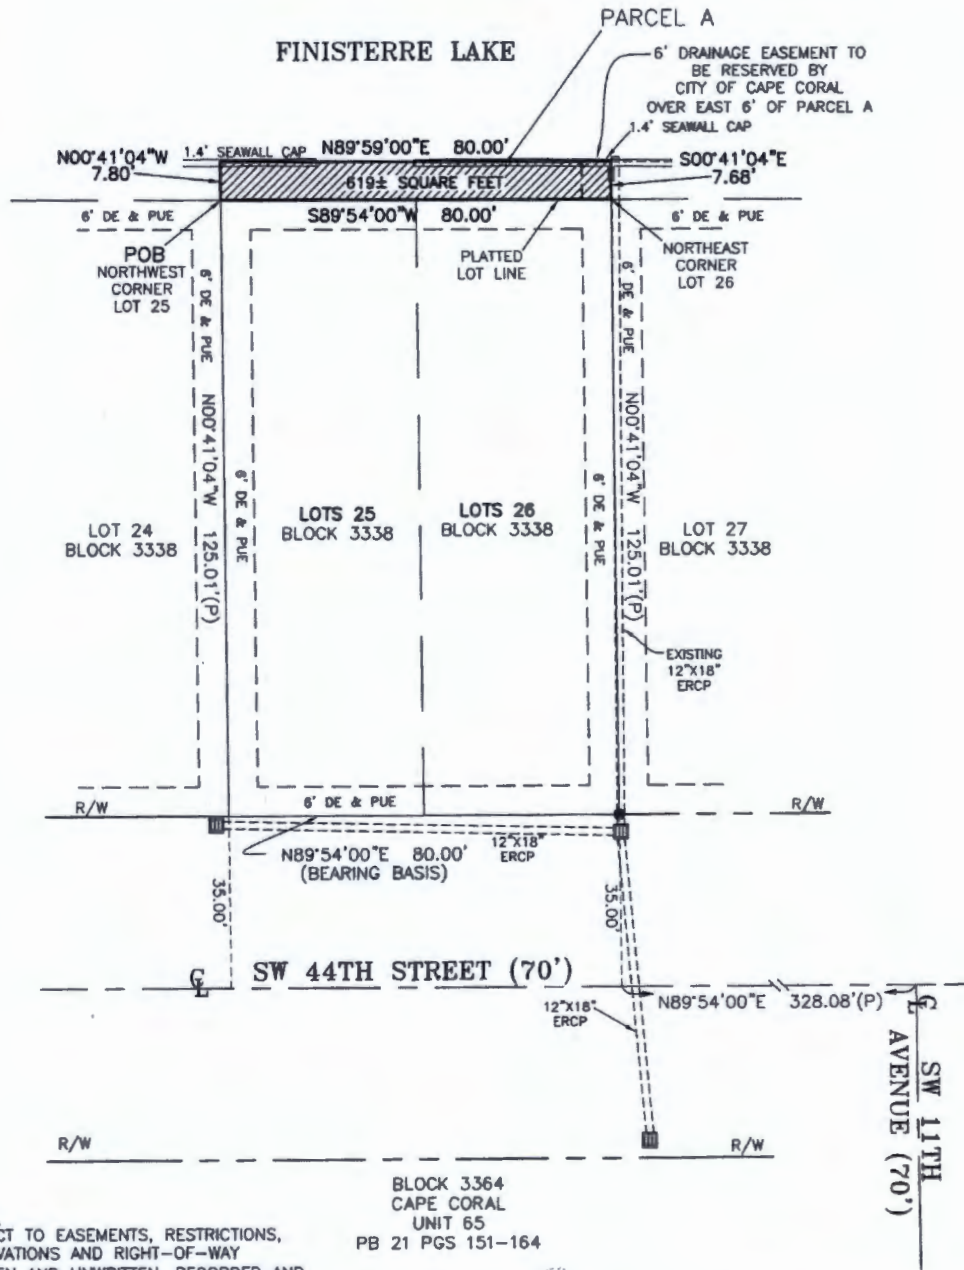 PARCEL A
FINISTERRE LAKE
6' DRAINAGE EASEMENT TO
BE RESERVED BY
CITY OF CAPE CORAL
OVER EAST 6' OF PARCEL A
1.4' SEAWALL CAP
N00°41'04"W
7.80'
1.4' SEAWALL CAP
N89°59'00"E 80.00'
S00°41'04"E
7.68'
619± SQUARE FEET
6' DE & PUE
S89°54'00"W 80.00'
6' DE & PUE
POB
NORTHWEST
CORNER
LOT 25
PLATTED
LOT LINE
NORTHEAST
CORNER
LOT 26
6' DE & PUE
6' DE & PUE
N00°41'04"W 125.01'(P)
N00°41'04"W 125.01'(P)
6' DE & PUE
6' DE & PUE
LOT 24
BLOCK 3338
LOTS 25
BLOCK 3338
LOTS 26
BLOCK 3338
LOT 27
BLOCK 3338
EXISTING
12"X18"
ERCP
R/W
6' DE & PUE
R/W
N89°54'00"E 80.00'
(BEARING BASIS)
12"X18"
ERCP
35.00'
35.00'
CL
SW 44TH STREET (70')
12"X18"
ERCP
N89°54'00"E 328.08'(P)
CL
SW 11TH
AVENUE (70')
R/W
R/W
BLOCK 3364
CAPE CORAL
UNIT 65
PB 21 PGS 151-164
CT TO EASEMENTS, RESTRICTIONS,
VATIONS AND RIGHT-OF-WAY